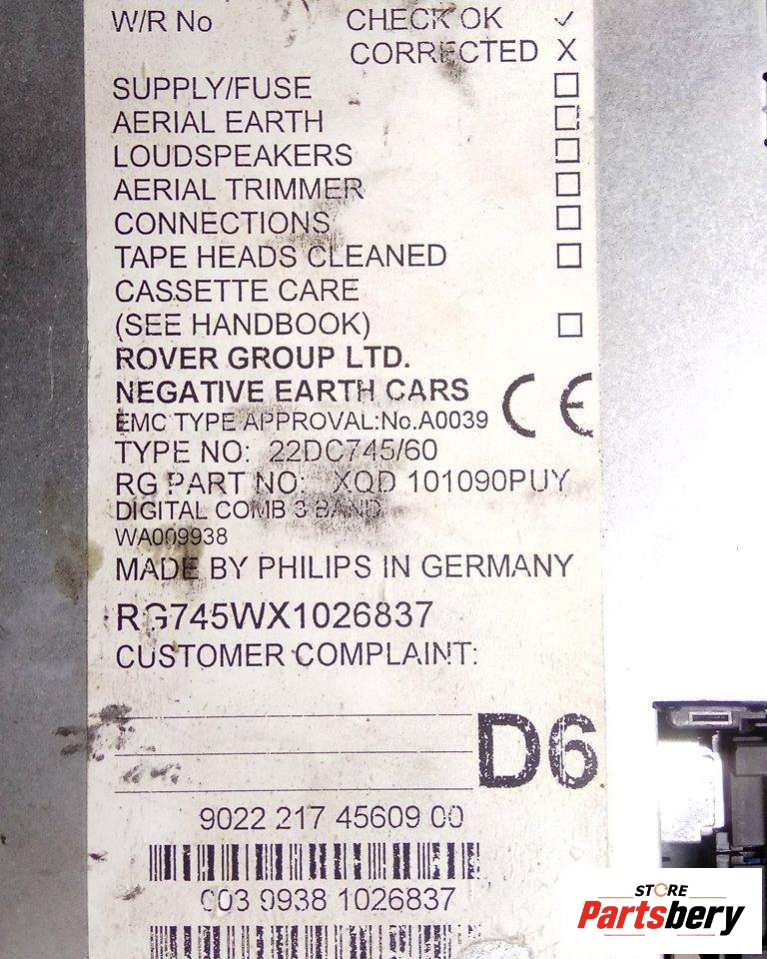 W/R No CHECK OK ✓
CORRECTED X
SUPPLY/FUSE
AERIAL EARTH
LOUDSPEAKERS
AERIAL TRIMMER
CONNECTIONS
TAPE HEADS CLEANED
CASSETTE CARE
(SEE HANDBOOK)
ROVER GROUP LTD.
NEGATIVE EARTH CARS CE
EMC TYPE APPROVAL:No.A0039
TYPE NO: 22DC745/60
RG PART NO: XQD 101090PUY
DIGITAL COMB 3 BAND
WA009938
MADE BY PHILIPS IN GERMANY
RG745WX1026837
CUSTOMER COMPLAINT:
D6
9022 217 45609 00
003 9938 1026837
STORE
Partsbery